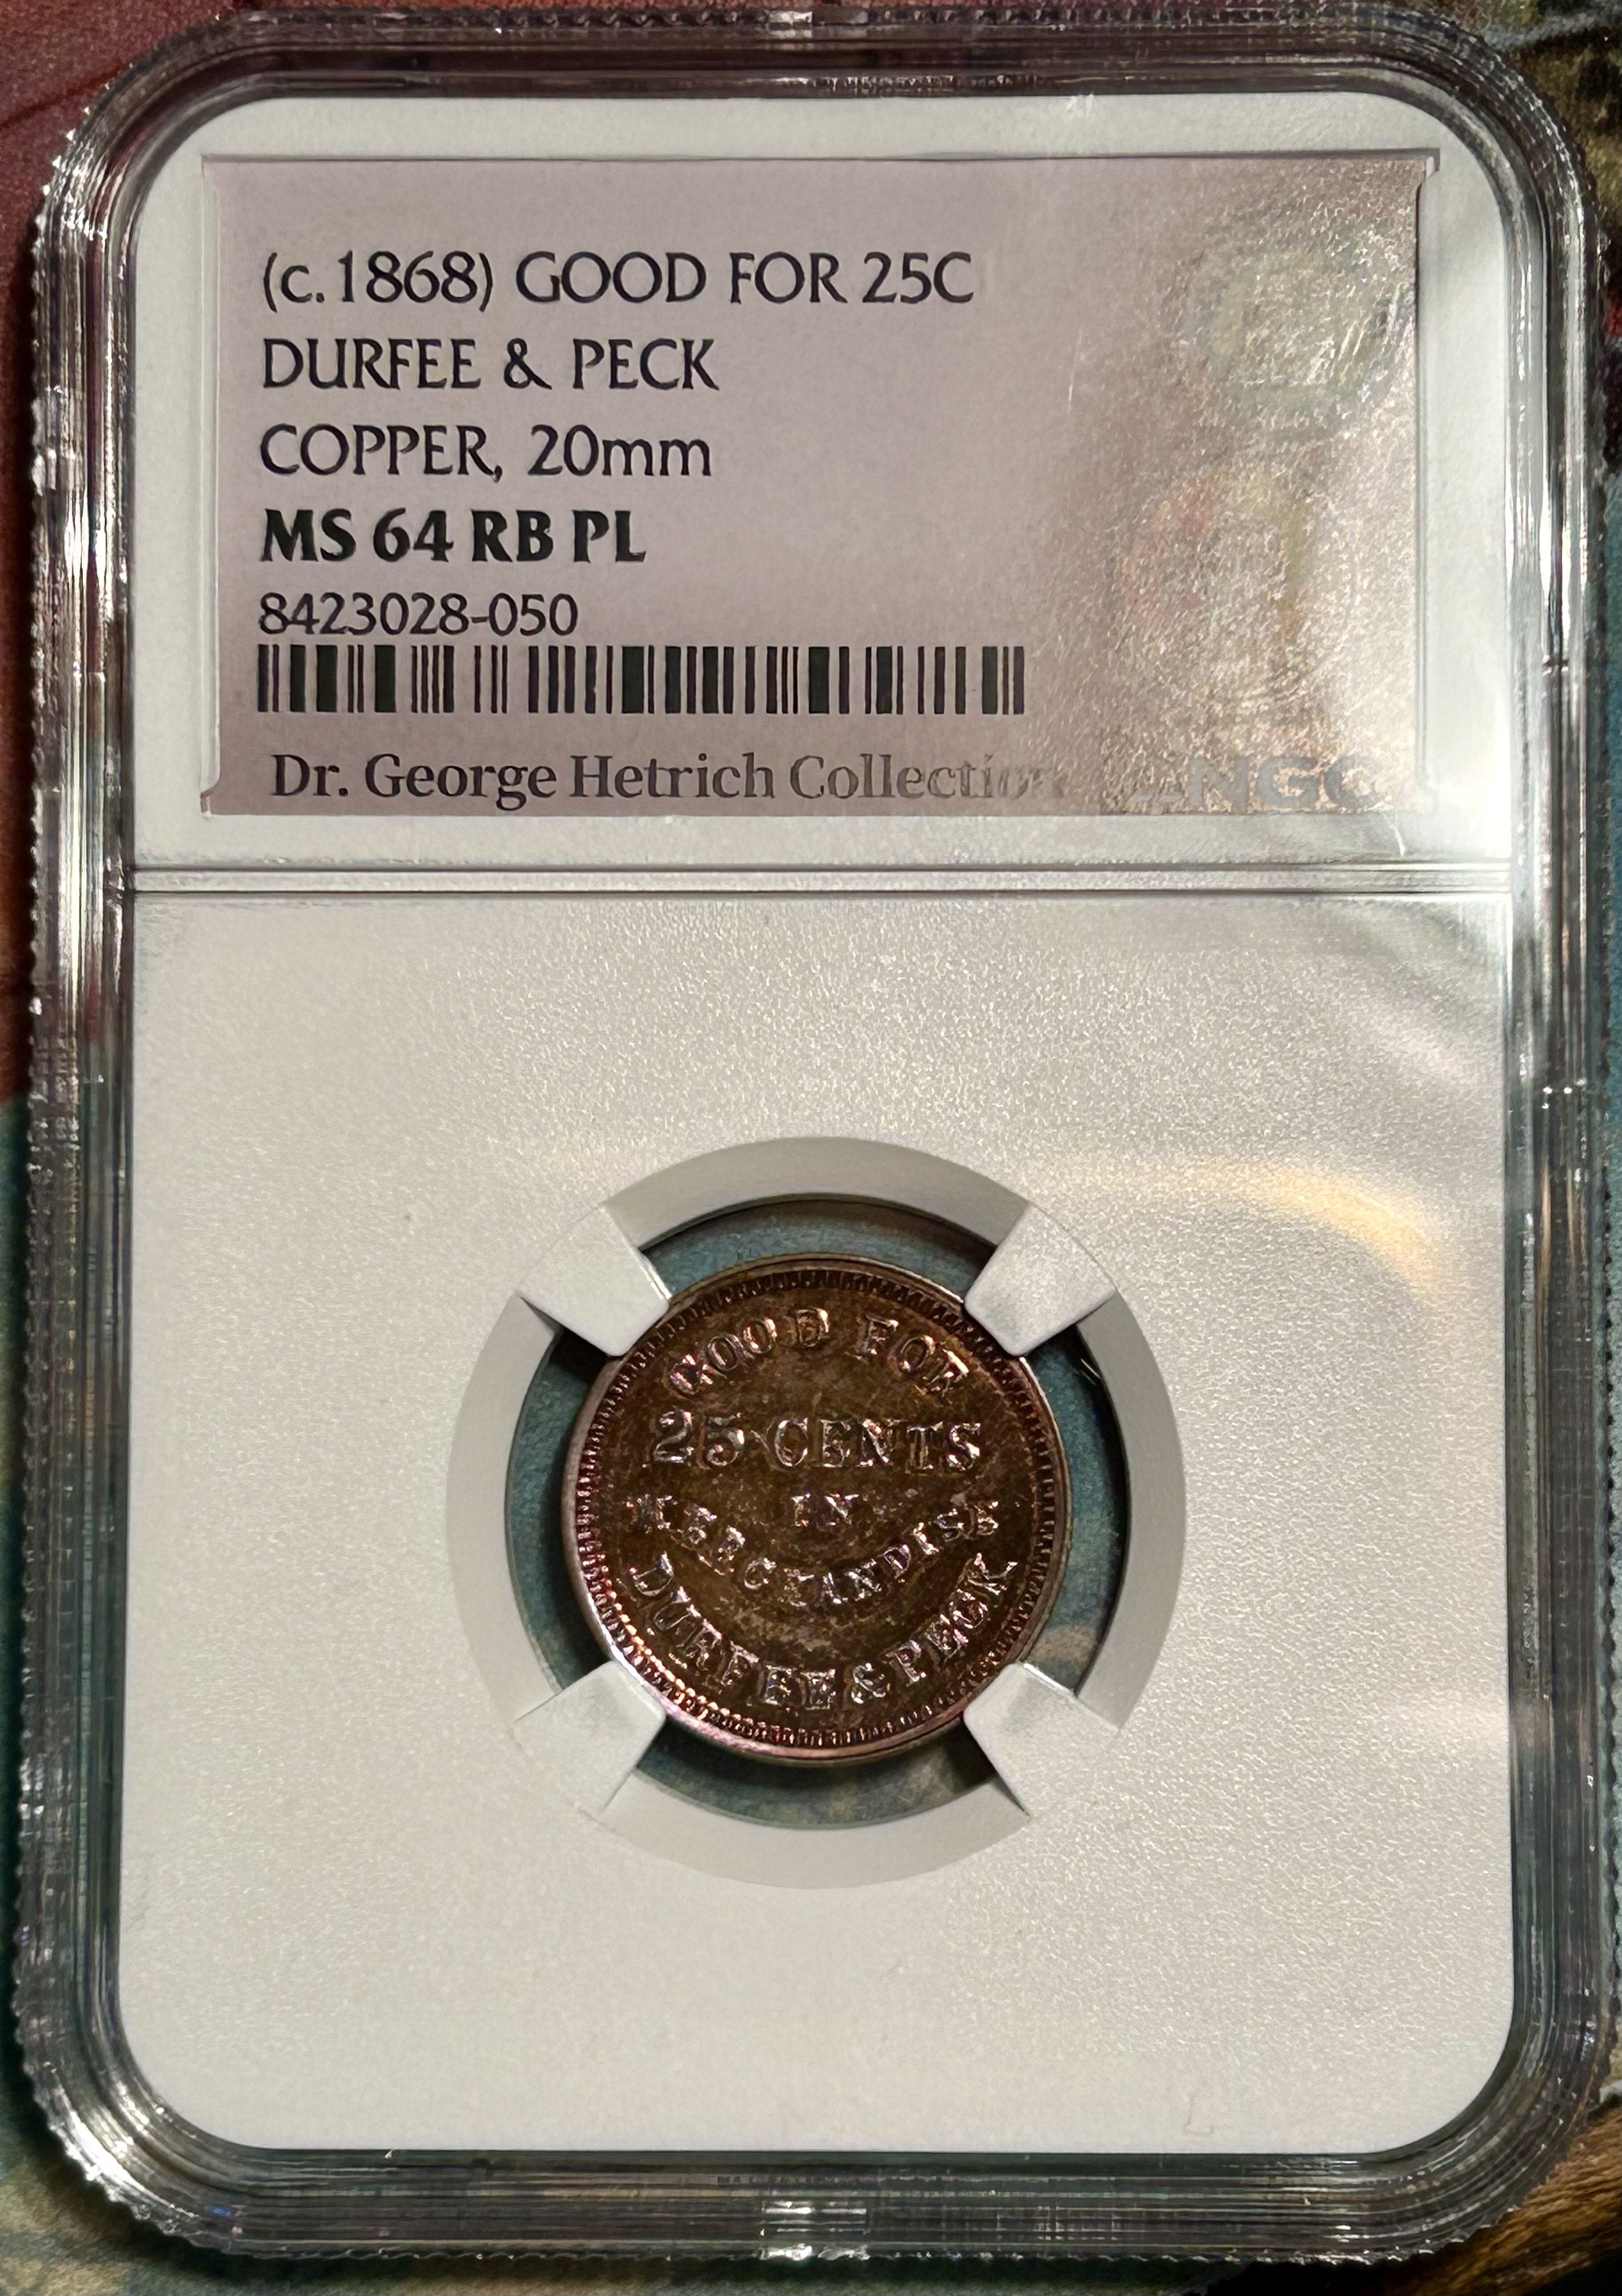 (c.1868) GOOD FOR 25C
DURFEE & PECK
COPPER, 20mm
MS 64 RB PL
8423028-050
Dr. George Hetrich Collection
NGC
GOOD FOR
25 CENTS
IN
MERCHANDISE
DURFEE & PECK